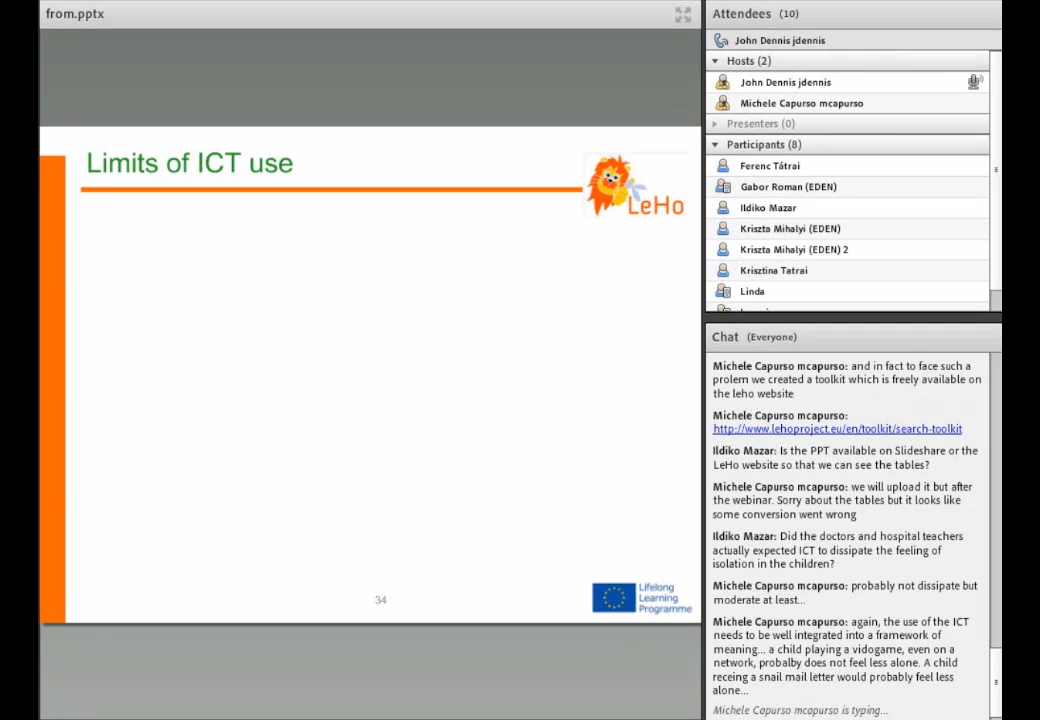 from.pptx
Limits of ICT use
LeHo
34
Lifelong
Learning
Programme
Attendees (10)
John Dennis jdennis
Hosts (2)
John Dennis jdennis
Michele Capurso mcapurso
Presenters (0)
Participants (8)
Ferenc Tátrai
Gabor Roman (EDEN)
Ildiko Mazar
Kriszta Mihalyi (EDEN)
Kriszta Mihalyi (EDEN) 2
Krisztina Tatrai
Linda
Chat (Everyone)
Michele Capurso mcapurso: and in fact to face such a
prolem we created a toolkit which is freely available on
the leho website
Michele Capurso mcapurso:
http://www.lehoproject.eu/en/toolkit/search-toolkit
Ildiko Mazar: Is the PPT available on Slideshare or the
LeHo website so that we can see the tables?
Michele Capurso mcapurso: we will upload it but after
the webinar. Sorry about the tables but it looks like
some conversion went wrong
Ildiko Mazar: Did the doctors and hospital teachers
actually expected ICT to dissipate the feeling of
isolation in the children?
Michele Capurso mcapurso: probably not dissipate but
moderate at least...
Michele Capurso mcapurso: again, the use of the ICT
needs to be well integrated into a framework of
meaning... a child playing a vidogame, even on a
network, probalby does not feel less alone. A child
receing a snail mail letter would probably feel less
alone...
Michele Capurso mcapurso is typing...